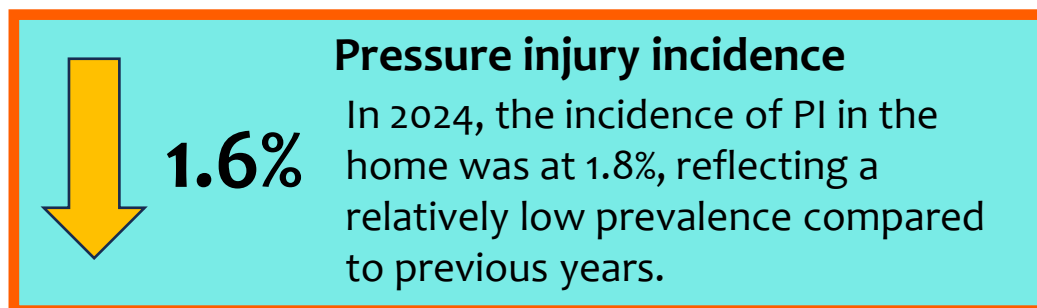 Pressure injury incidence
1.6%
In 2024, the incidence of PI in the
home was at 1.8%, reflecting a
relatively low prevalence compared
to previous years.